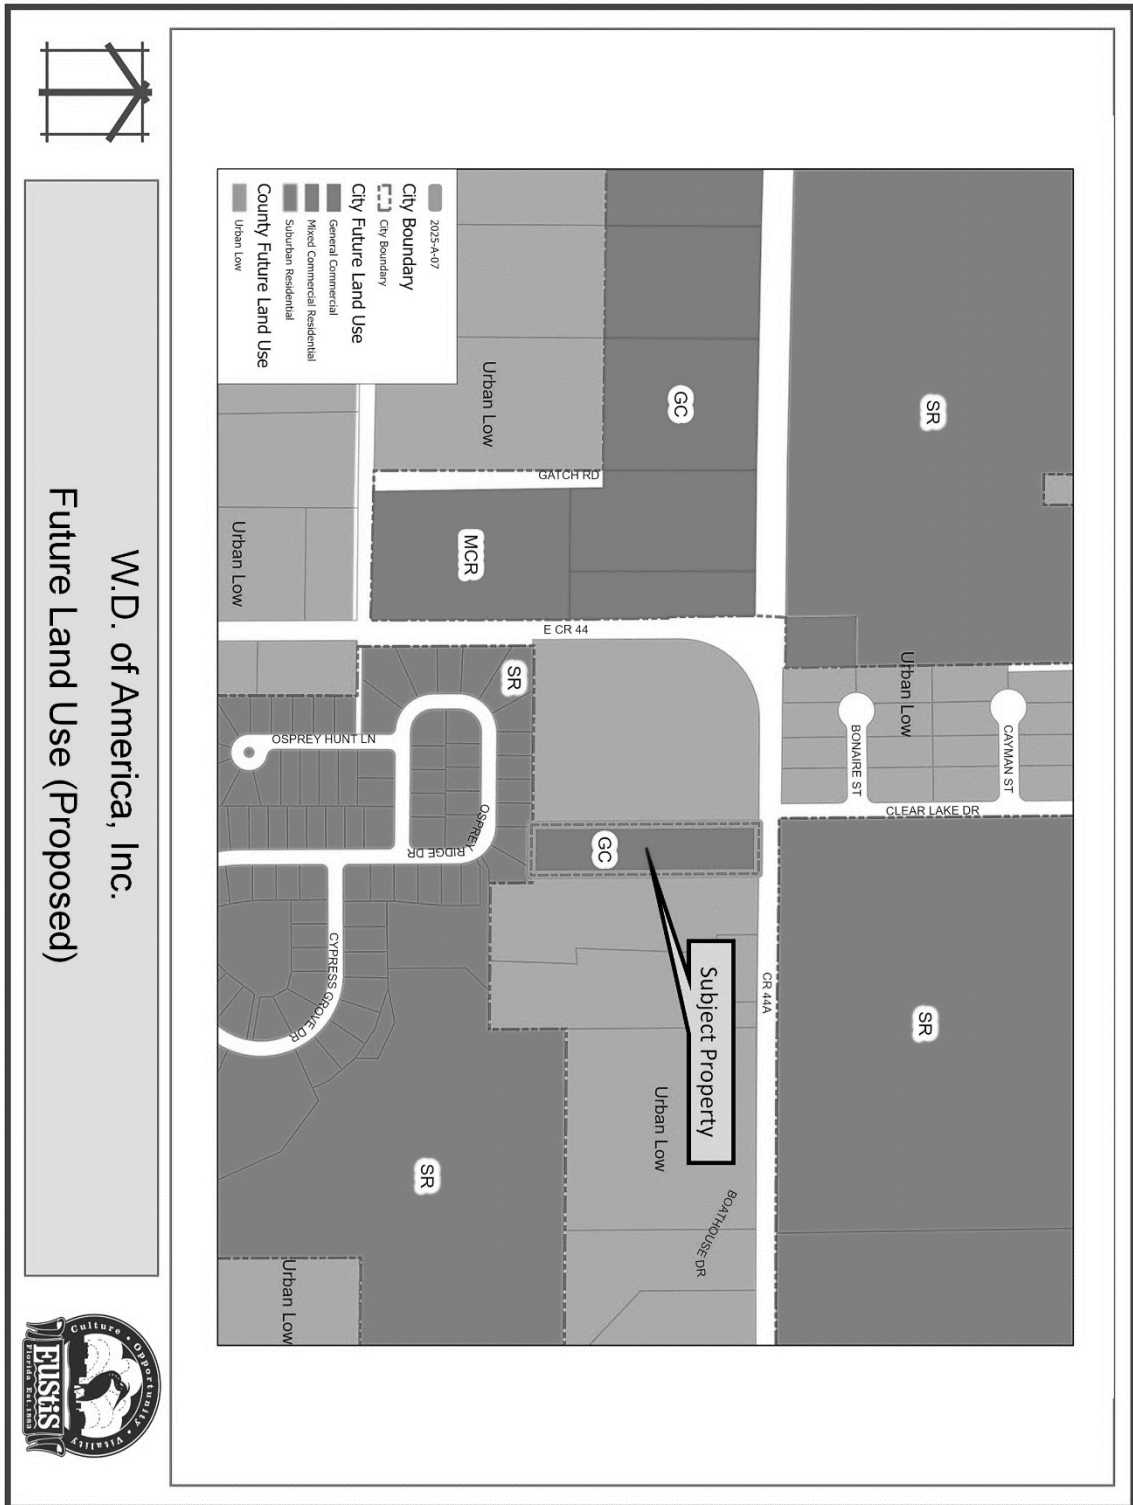 W.D. of America, Inc.
Future Land Use (Proposed)
2025-A-07
City Boundary
City Boundary
City Future Land Use
General Commercial
Mixed Commercial Residential
Suburban Residential
County Future Land Use
Urban Low
SR
GC
Urban Low
GATCH RD
MCR
Urban Low
E CR 44
SR
OSPREY HUNT LN
OSPREY RIDGE DR
CYPRESS GROVE DR
Urban Low
BONAIRE ST
CAYMAN ST
CLEAR LAKE DR
GC
Subject Property
CR 44A
SR
Urban Low
BOATHOUSE DR
SR
Urban Low
Culture • Opportunity • Vitality
EUSTIS
Florida Est.1883